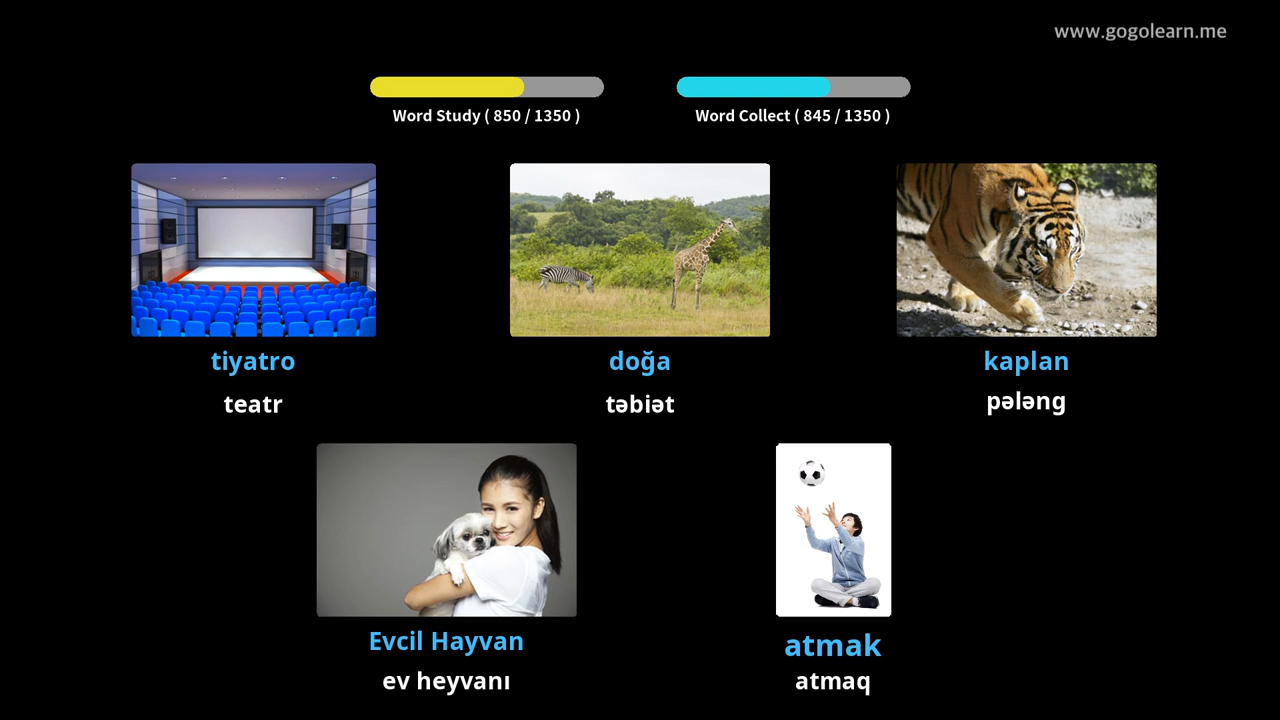 www.gogolearn.me
Word Study ( 850 / 1350 )
Word Collect ( 845 / 1350 )
tiyatro
teatr
doğa
təbiət
kaplan
pələng
Evcil Hayvan
ev heyvanı
atmak
atmaq